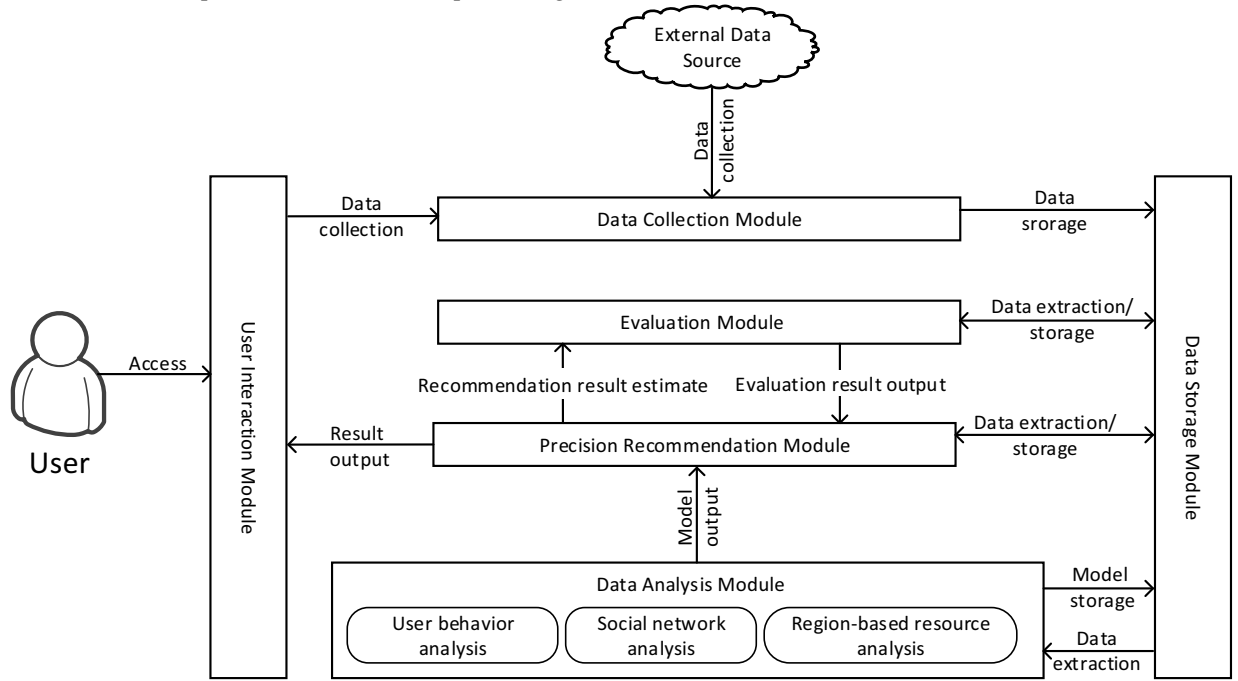 External Data
Source
Data
collection
Data
collection
Data Collection Module
Data
srorage
Evaluation Module
Data extraction/
storage
User Interaction Module
Data Storage Module
Access
Recommendation result estimate
Evaluation result output
User
Result
output
Precision Recommendation Module
Data extraction/
storage
Model
output
Data Analysis Module
Model
storage
User behavior
analysis
Social network
analysis
Region-based resource
analysis
Data
extraction